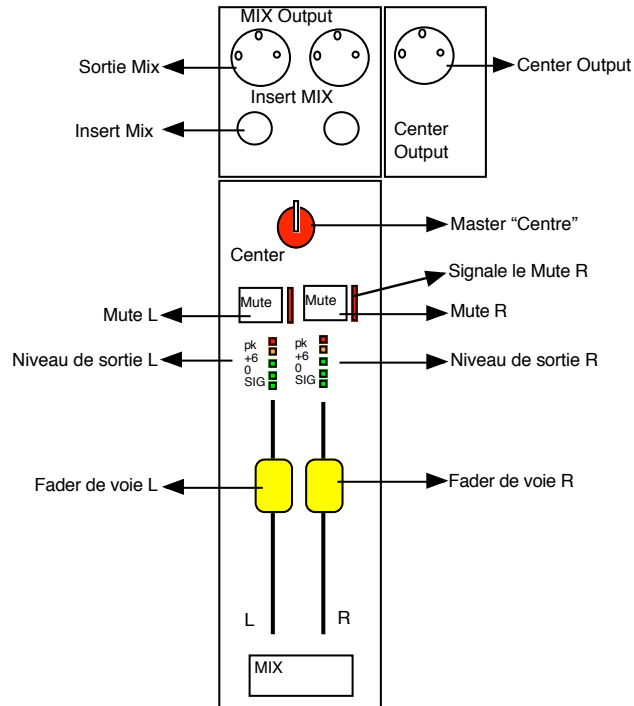 MIX Output
Sortie Mix
Center Output
Insert MIX
Insert Mix
Center
Output
Master “Centre”
Center
Signale le Mute R
Mute
Mute
Mute L
Mute R
Niveau de sortie L
pk
+6
0
SIG
pk
+6
0
SIG
Niveau de sortie R
Fader de voie L
Fader de voie R
L
R
MIX